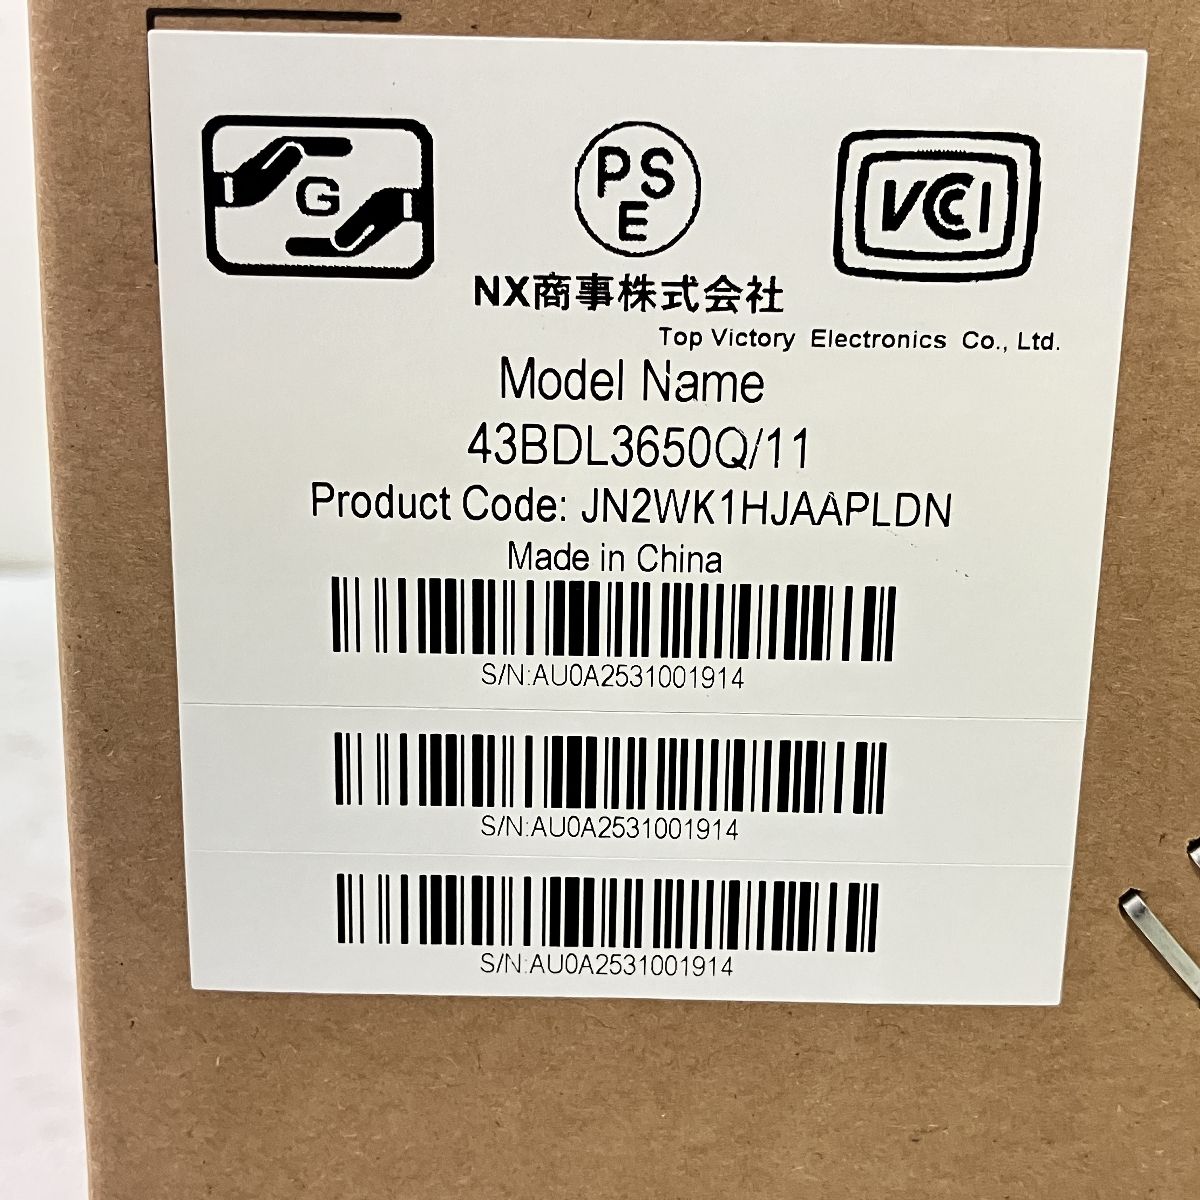 G
PS
E
VCCI
NX商事株式会社
Top Victory Electronics Co., Ltd.
Model Name
43BDL3650Q/11
Product Code: JN2WK1HJAAPLDN
Made in China
S/N:AU0A2531001914
S/N:AU0A2531001914
S/N:AU0A2531001914